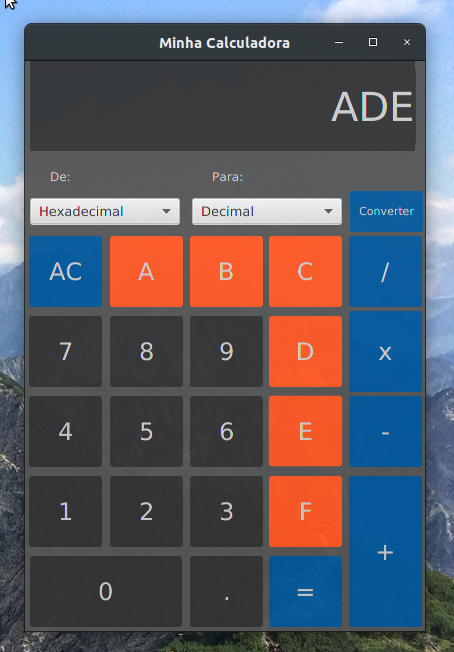 Minha Calculadora
ADE
De: Para:
Hexadecimal Decimal Converter
AC A B C /
7 8 9 D x
4 5 6 E -
1 2 3 F +
0 . =